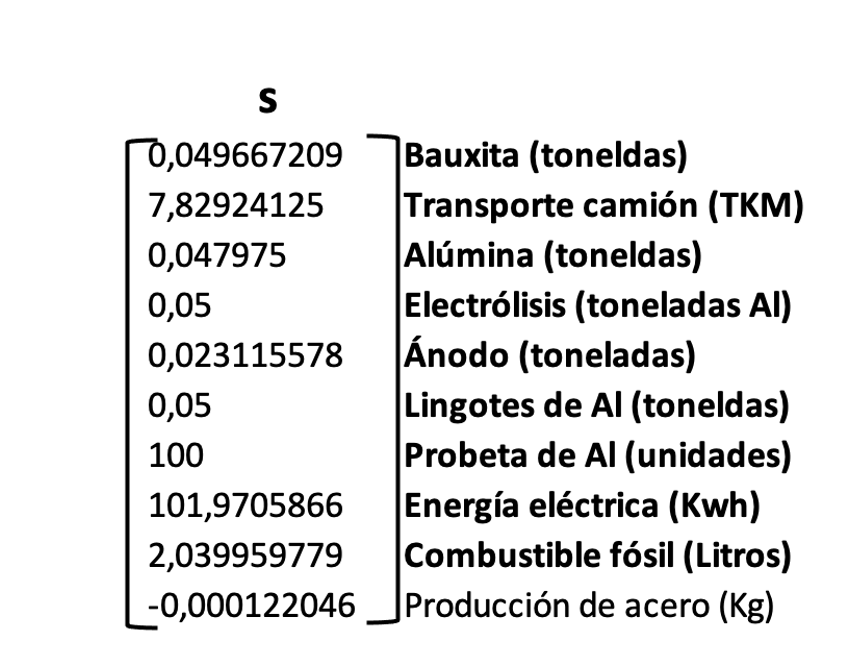 s
0,049667209 Bauxita (toneldas)
7,82924125 Transporte camión (TKM)
0,047975 Alúmina (toneldas)
0,05 Electrólisis (toneladas Al)
0,023115578 Ánodo (toneladas)
0,05 Lingotes de Al (toneldas)
100 Probeta de Al (unidades)
101,9705866 Energía eléctrica (Kwh)
2,039959779 Combustible fósil (Litros)
-0,000122046 Producción de acero (Kg)